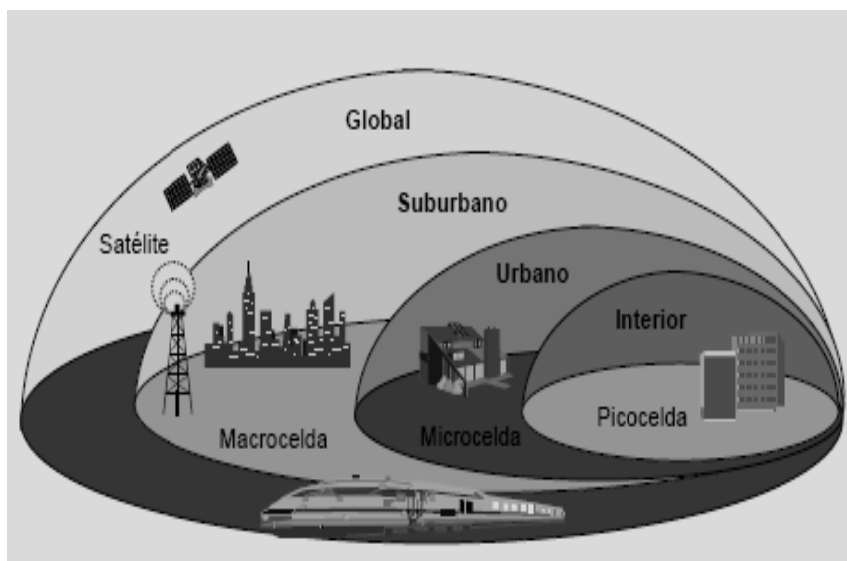 Global
Suburbano
Satélite
Urbano
Interior
Picocelda
Macrocelda
Microcelda